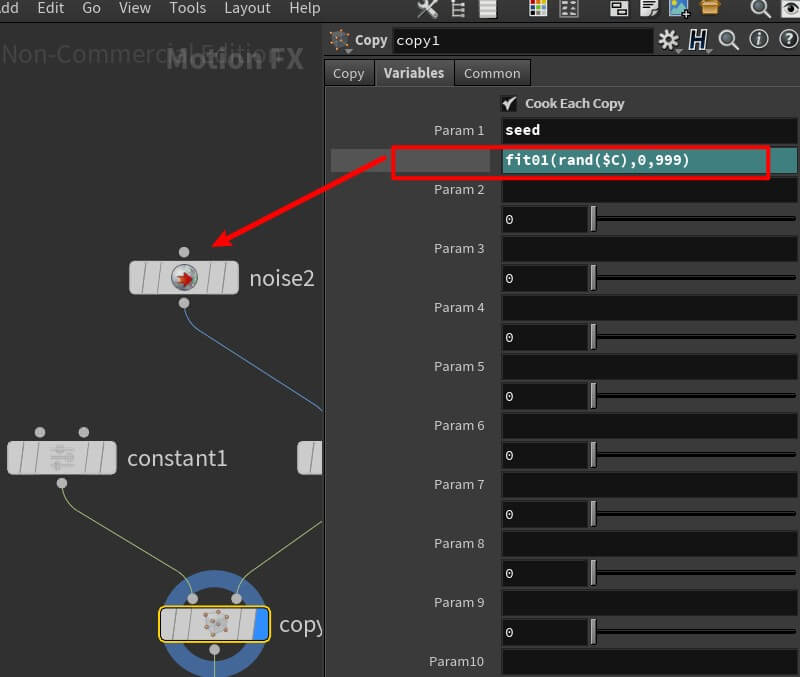 dd Edit Go View Tools Layout Help
Non-Commercial Edition
Motion FX
Copy copy1
Copy Variables Common
Cook Each Copy
Param 1 seed
fit01(rand($C),0,999)
Param 2
0
Param 3
noise2
0
Param 4
0
Param 5
0
Param 6
constant1
0
Param 7
0
Param 8
0
Param 9
copy
0
Param10